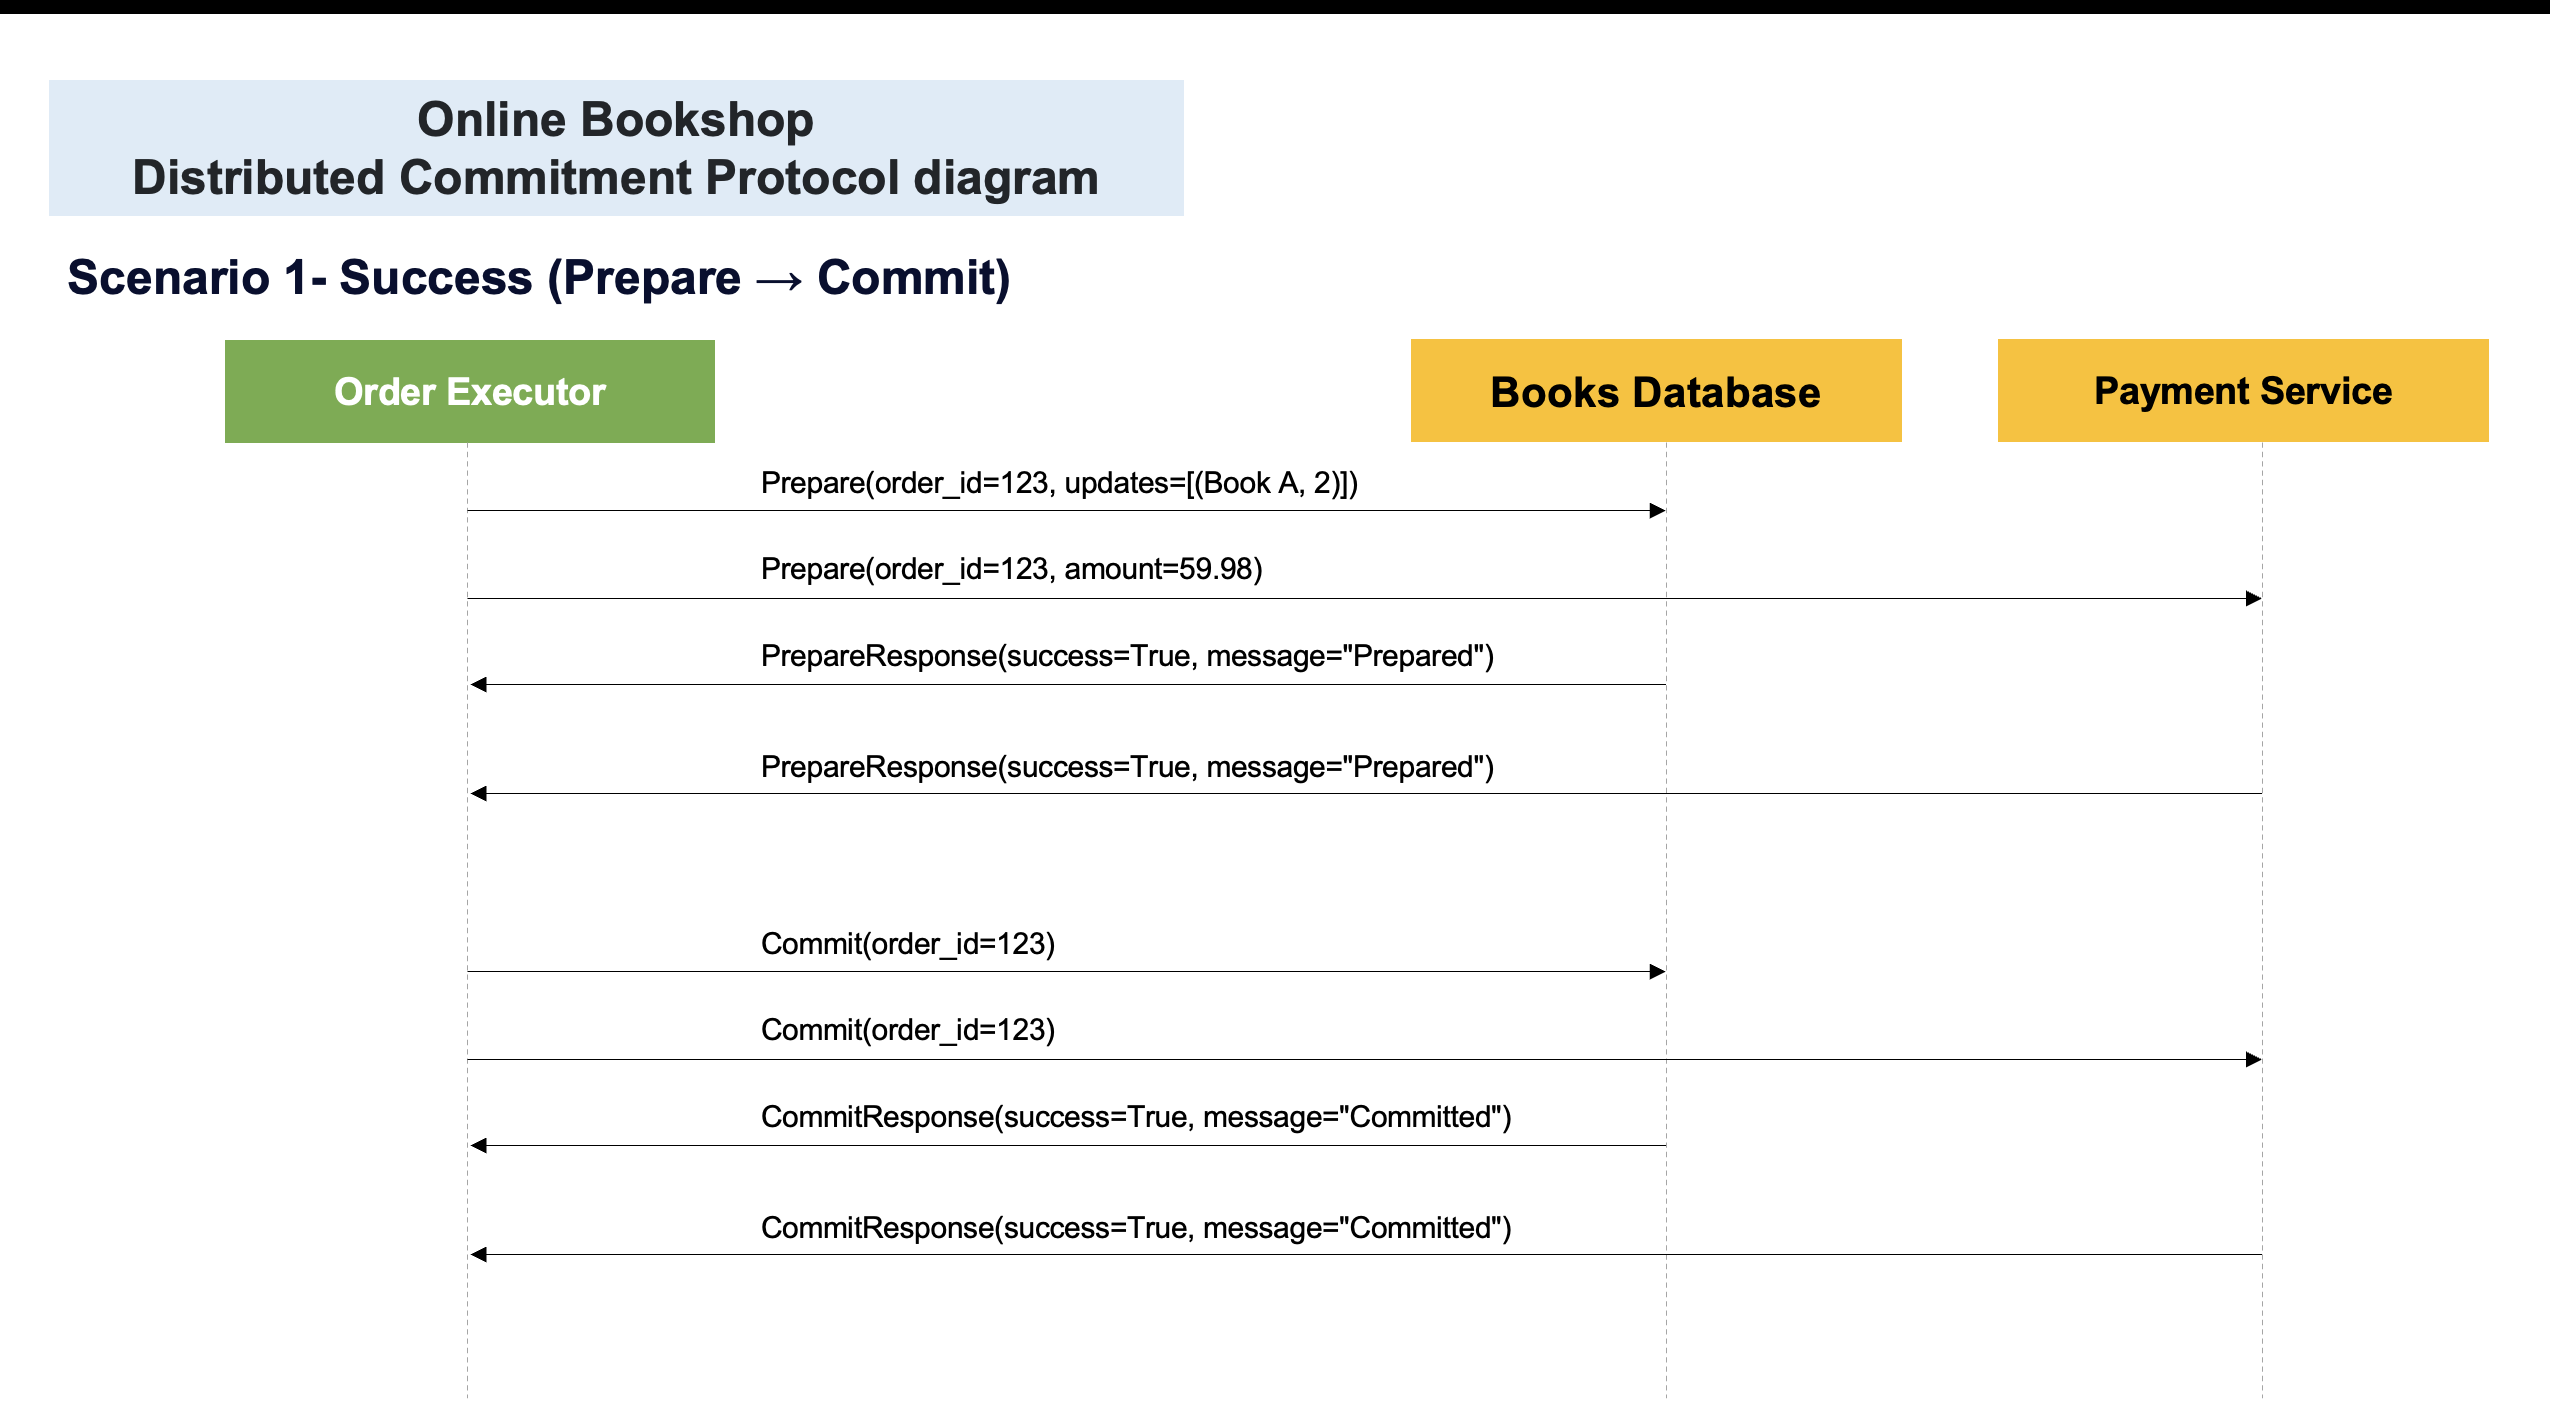 Online Bookshop
Distributed Commitment Protocol diagram
Scenario 1- Success (Prepare → Commit)
Order Executor
Books Database
Payment Service
Prepare(order_id=123, updates=[(Book A, 2)])
Prepare(order_id=123, amount=59.98)
PrepareResponse(success=True, message="Prepared")
PrepareResponse(success=True, message="Prepared")
Commit(order_id=123)
Commit(order_id=123)
CommitResponse(success=True, message="Committed")
CommitResponse(success=True, message="Committed")